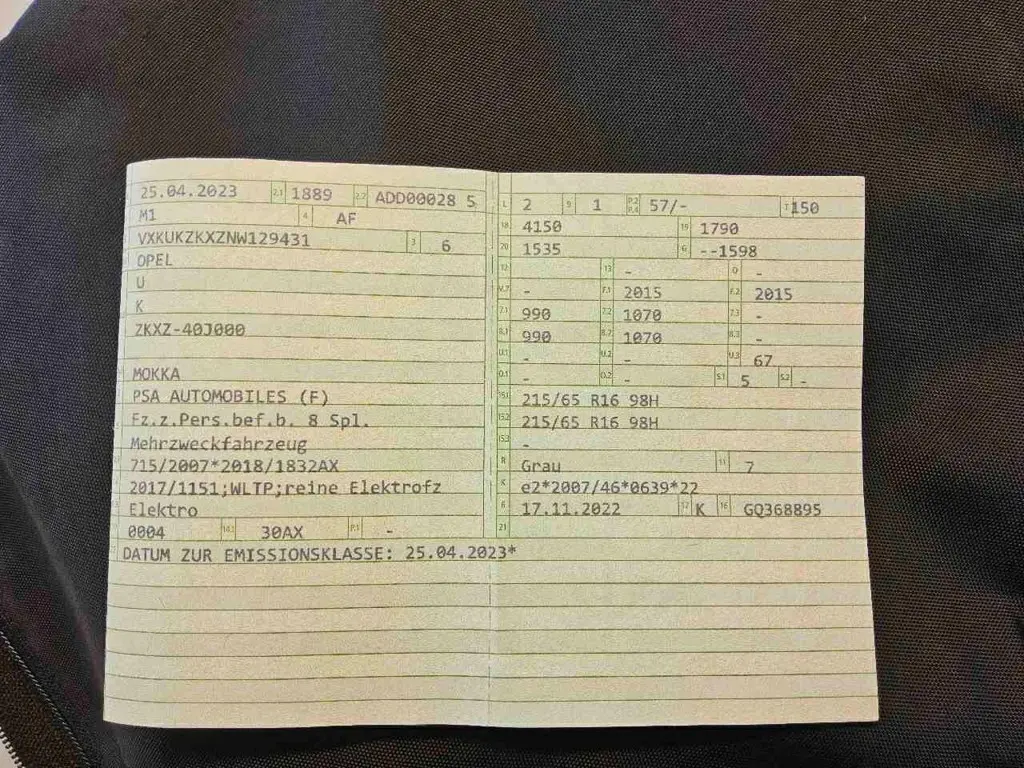 25.04.2023 2.1 1889 2.2 ADD00028 5
M1 4 AF
VXKUKZKXZNW129431 3 6
OPEL
U
K
ZKXZ-40J000
MOKKA
PSA AUTOMOBILES (F)
Fz.z.Pers.bef.b. 8 Spl.
Mehrzweckfahrzeug
715/2007*2018/1832AX
2017/1151;WLTP;reine Elektrofz
Elektro
0004 14.1 30AX P.1 -
DATUM ZUR EMISSIONSKLASSE: 25.04.2023*
L 2 9 1 P.2 P.4 57/- T 150
18 4150 19 1790
20 1535 G --1598
12 13 - Q -
V.7 - F.1 2015 F.2 2015
7.1 990 7.2 1070 7.3 -
8.1 990 8.2 1070 8.3 -
U.1 - U.2 - U.3 67
O.1 - O.2 - S.1 5 S.2 -
15.1 215/65 R16 98H
15.2 215/65 R16 98H
15.3 -
R Grau 11 7
K e2*2007/46*0639*22
6 17.11.2022 17 K 16 GQ368895
21